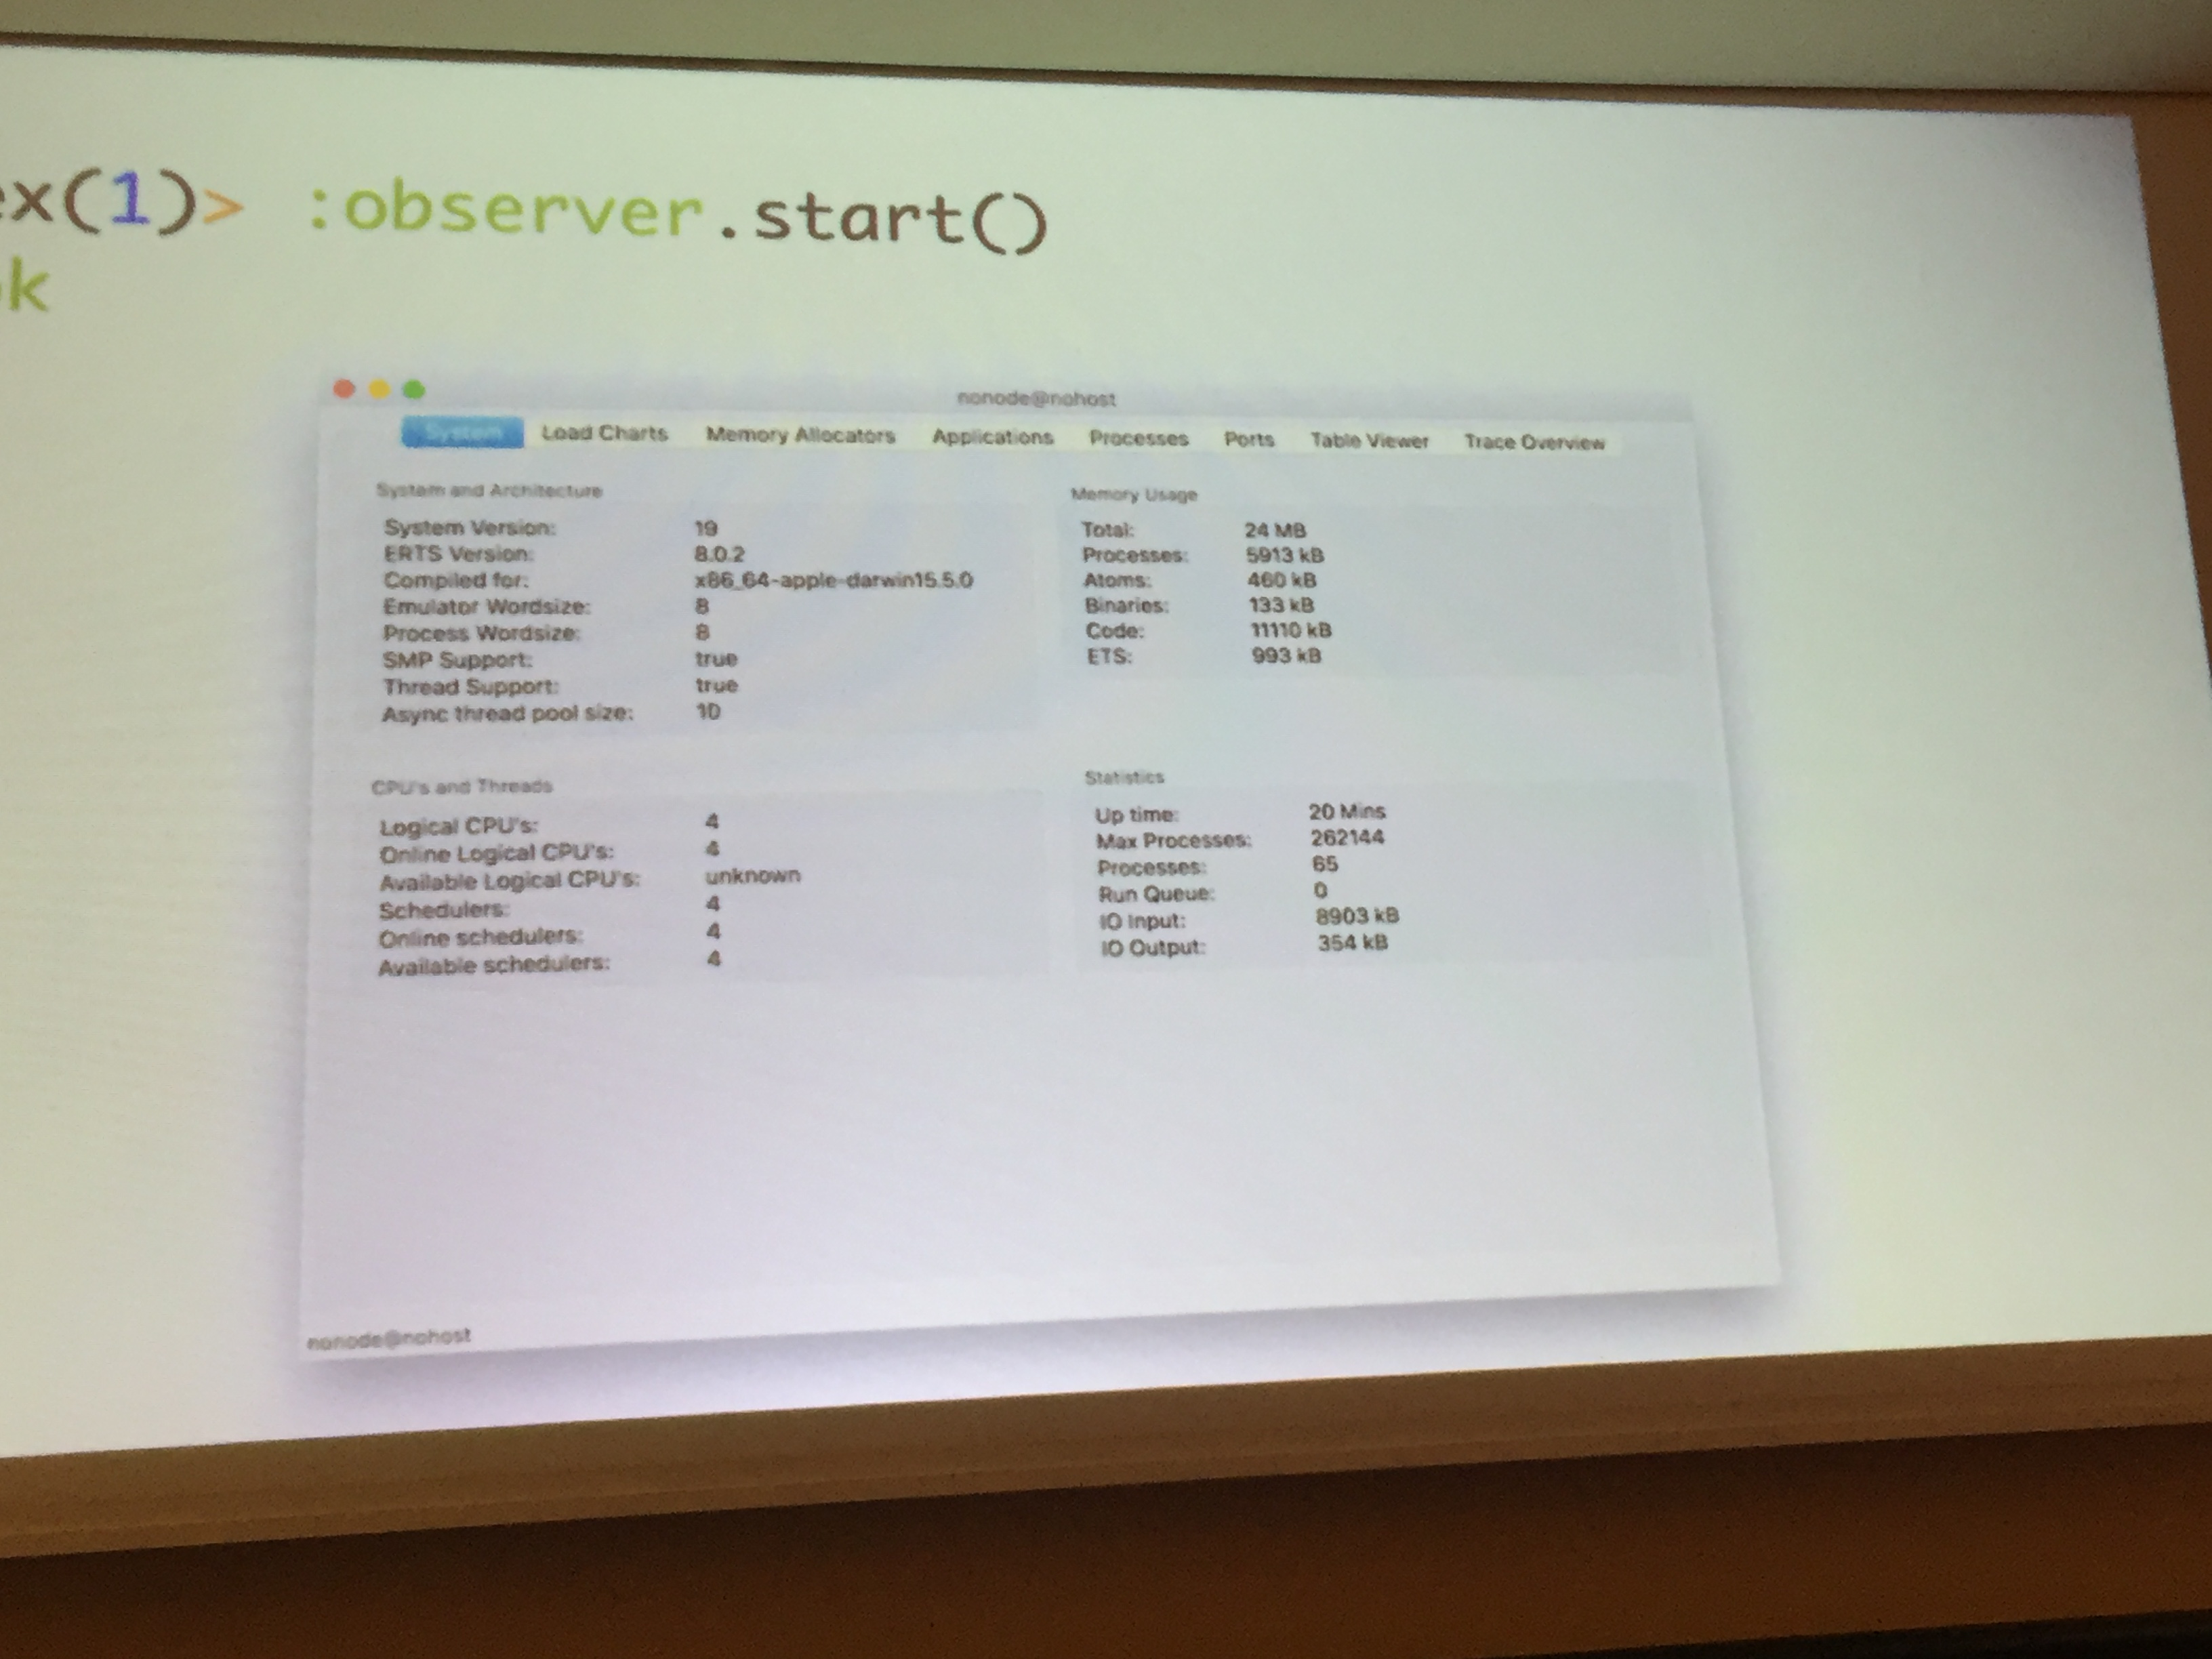 ex(1)> :observer.start()
ok
nonode@nohost
System Load Charts Memory Allocators Applications Processes Ports Table Viewer Trace Overview
System and Architecture
System Version: 19
ERTS Version: 8.0.2
Compiled for: x86_64-apple-darwin15.5.0
Emulator Wordsize: 8
Process Wordsize: 8
SMP Support: true
Thread Support: true
Async thread pool size: 10
Memory Usage
Total: 24 MB
Processes: 5913 kB
Atoms: 460 kB
Binaries: 133 kB
Code: 11110 kB
ETS: 993 kB
CPU's and Threads
Logical CPU's: 4
Online Logical CPU's: 4
Available Logical CPU's: unknown
Schedulers: 4
Online schedulers: 4
Available schedulers: 4
Statistics
Up time: 20 Mins
Max Processes: 262144
Processes: 65
Run Queue: 0
IO Input: 8903 kB
IO Output: 354 kB
nonode@nohost